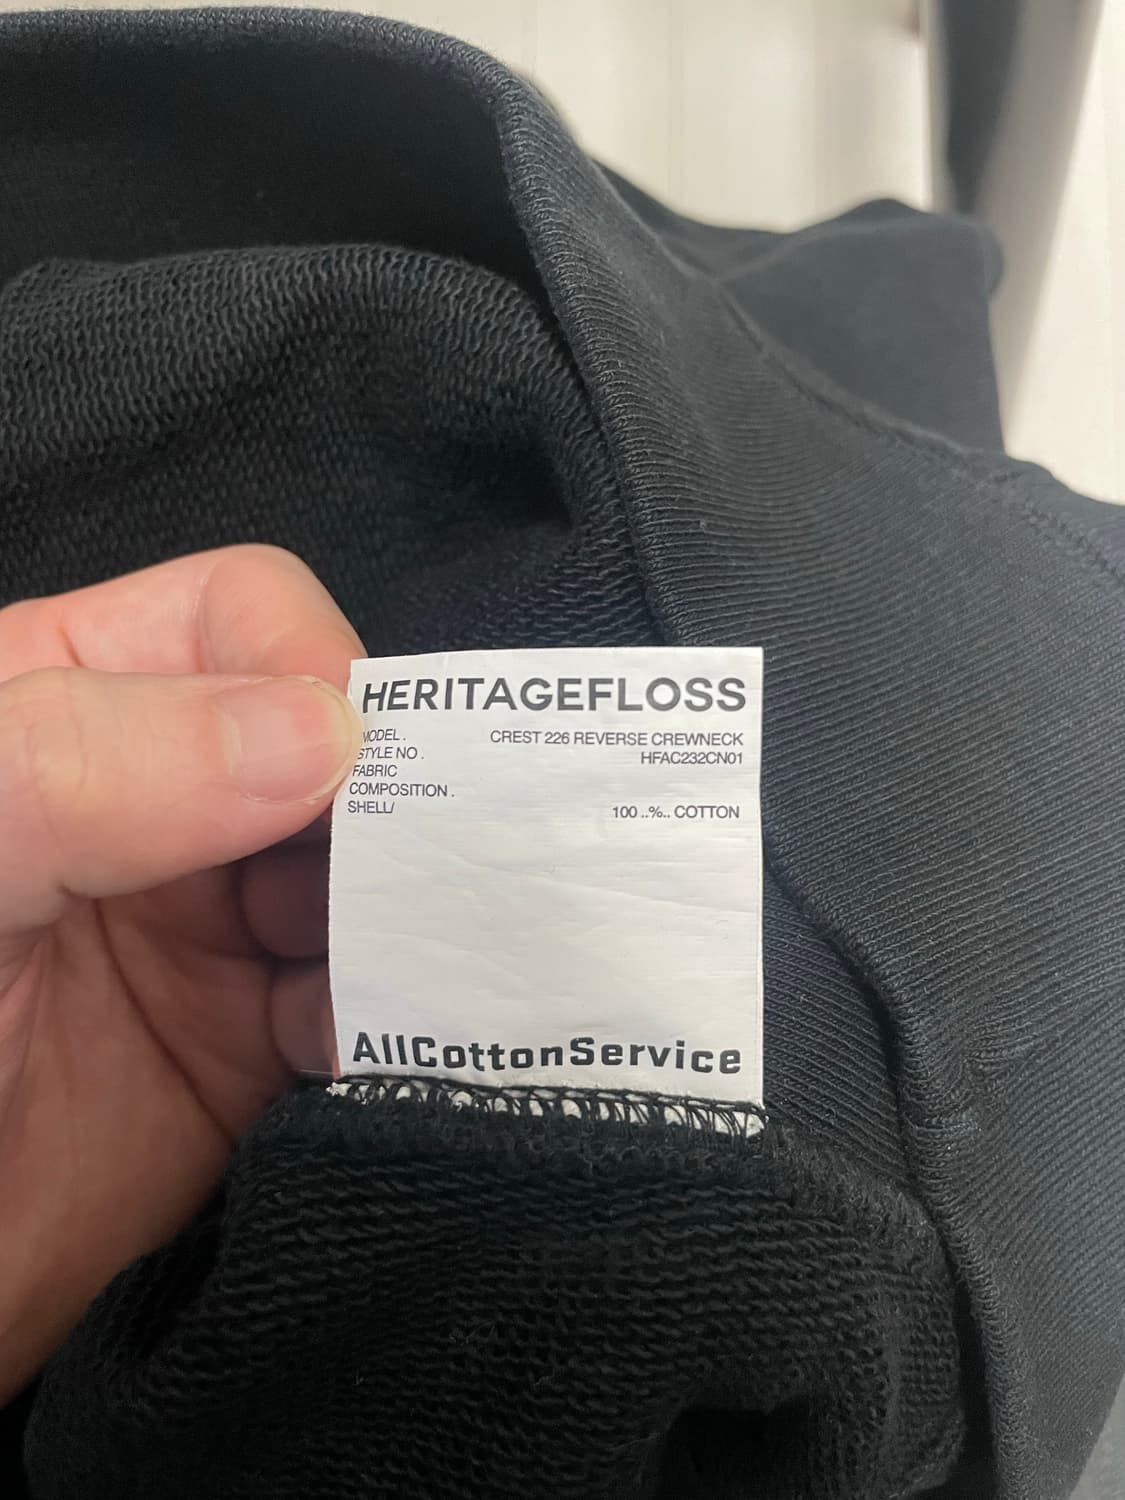 HERITAGEFLOSS
MODEL . CREST 226 REVERSE CREWNECK
STYLE NO . HFAC232CN01
FABRIC
COMPOSITION .
SHELL/ 100 ..%.. COTTON
AllCottonService